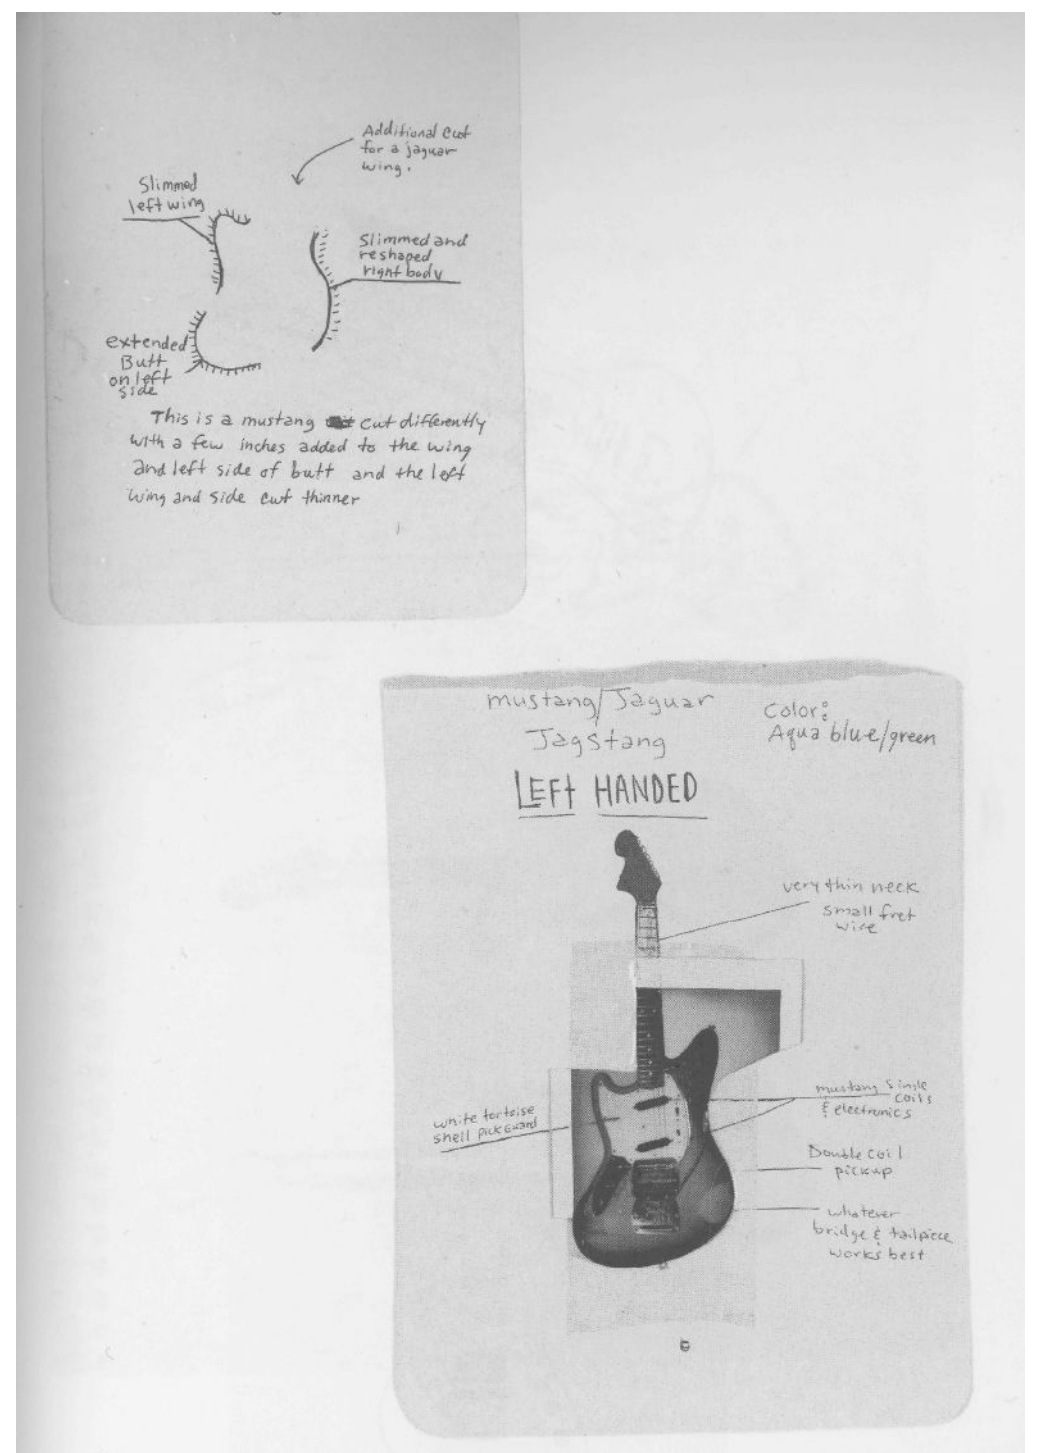 Additional cut
for a jaguar
wing.
Slimmed
left wing
Slimmed and
reshaped
right body
extended
Butt
on left
side
This is a mustang cut differently
with a few inches added to the wing
and left side of butt and the left
wing and side cut thinner
mustang/Jaguar
Jagstang
Color:
Aqua blue/green
LEFT HANDED
very thin neck
small fret
wire
mustang single
coils
& electronics
white tortoise
shell pick guard
Double coil
pickup
whatever
bridge & tailpiece
works best